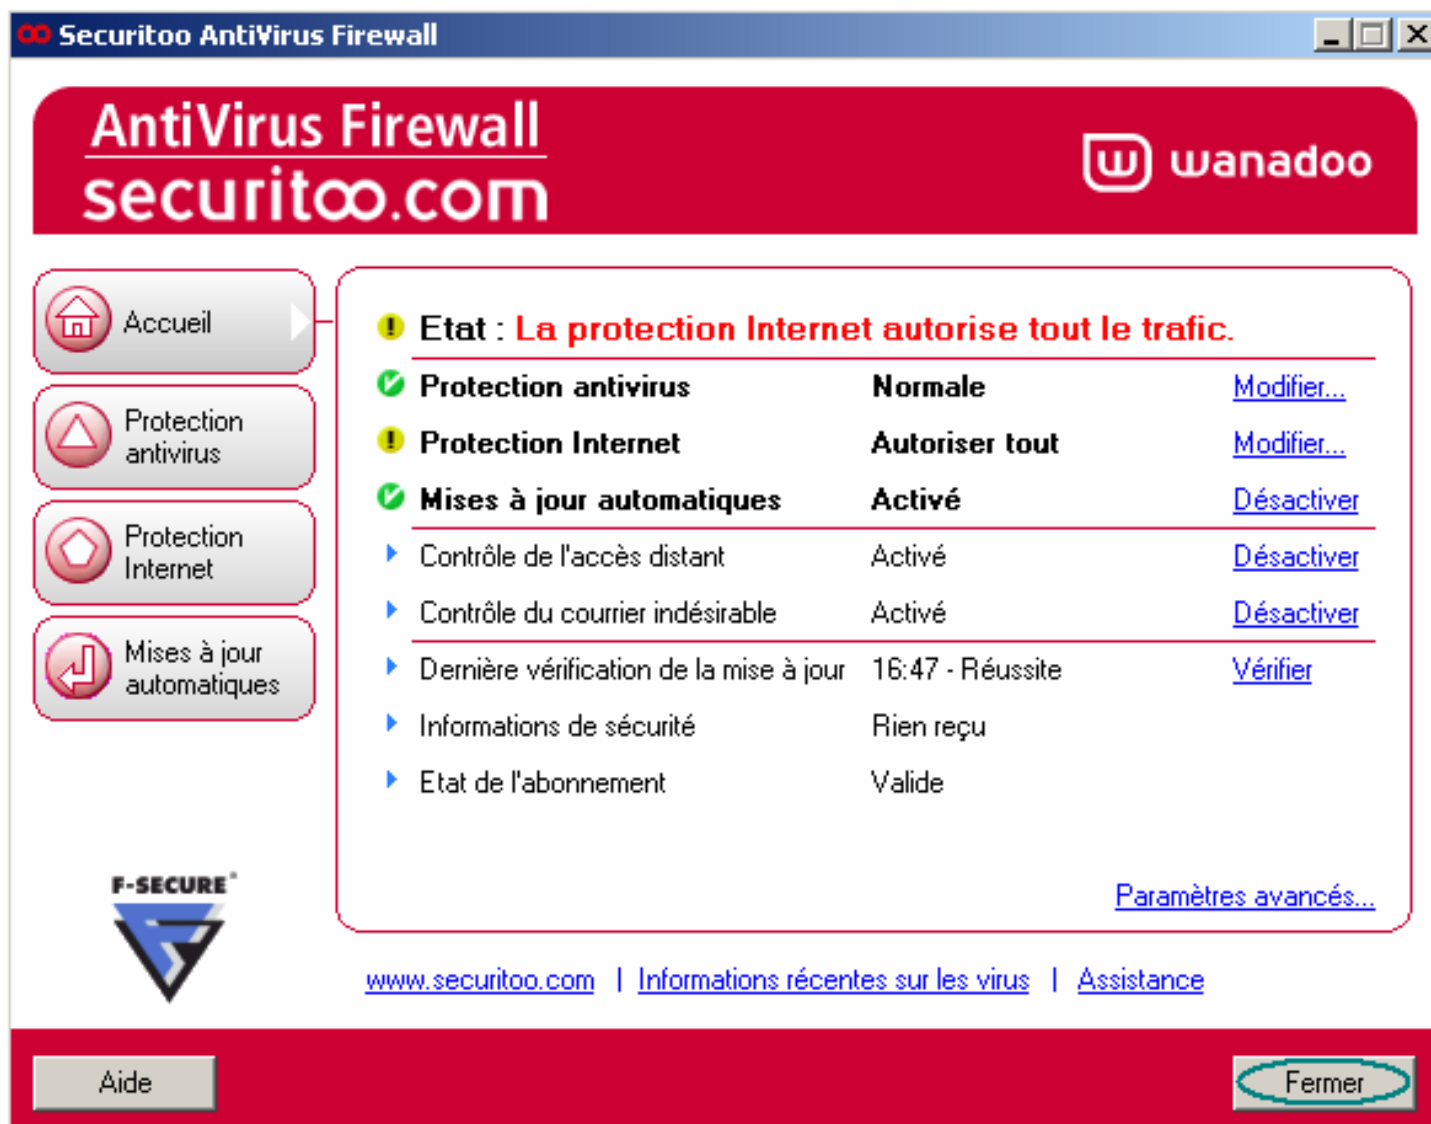 Securitoo AntiVirus Firewall
AntiVirus Firewall
securitoo.com
wanadoo
Accueil
Protection
antivirus
Protection
Internet
Mises à jour
automatiques
Etat : La protection Internet autorise tout le trafic.
Protection antivirus Normale Modifier...
Protection Internet Autoriser tout Modifier...
Mises à jour automatiques Activé Désactiver
Contrôle de l'accès distant Activé Désactiver
Contrôle du courrier indésirable Activé Désactiver
Dernière vérification de la mise à jour 16:47 - Réussite Vérifier
Informations de sécurité Rien reçu
Etat de l'abonnement Valide
Paramètres avancés...
F-SECURE®
www.securitoo.com | Informations récentes sur les virus | Assistance
Aide Fermer